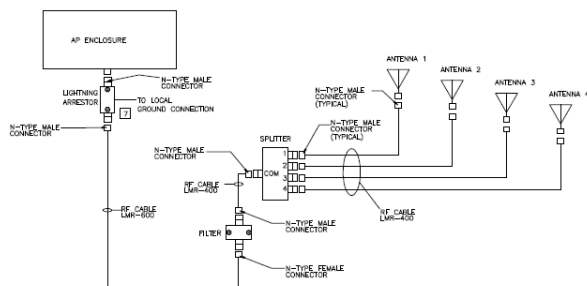 AP ENCLOSURE
N-TYPE MALE
CONNECTOR
LIGHTNING
ARRESTOR
TO LOCAL
GROUND CONNECTION
7
N-TYPE MALE
CONNECTOR
RF CABLE
LMR-600
ANTENNA 1
ANTENNA 2
ANTENNA 3
ANTENNA 4
N-TYPE MALE
CONNECTOR
(TYPICAL)
N-TYPE MALE
CONNECTOR
(TYPICAL)
SPLITTER
N-TYPE MALE
CONNECTOR
COM
1
2
3
4
RF CABLE
LMR-400
RF CABLE
LMR-400
N-TYPE MALE
CONNECTOR
FILTER
N-TYPE FEMALE
CONNECTOR